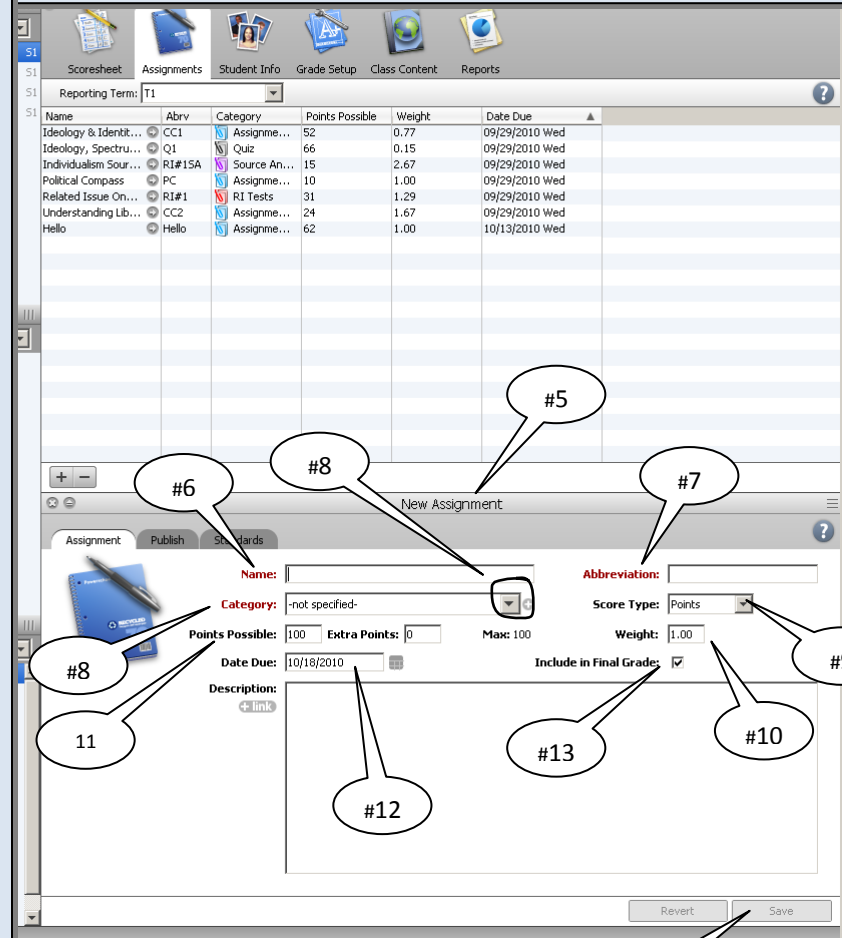 S1
S1
S1
S1
Scoresheet Assignments Student Info Grade Setup Class Content Reports
Reporting Term: T1
Name Abrv Category Points Possible Weight Date Due
Ideology & Identit... CC1 Assignme... 52 0.77 09/29/2010 Wed
Ideology, Spectru... Q1 Quiz 66 0.15 09/29/2010 Wed
Individualism Sour... RI#1SA Source An... 15 2.67 09/29/2010 Wed
Political Compass PC Assignme... 10 1.00 09/29/2010 Wed
Related Issue On... RI#1 RI Tests 31 1.29 09/29/2010 Wed
Understanding Lib... CC2 Assignme... 24 1.67 09/29/2010 Wed
Hello Hello Assignme... 62 1.00 10/13/2010 Wed
#5
#8
#6
#7
+ −
New Assignment
Assignment Publish Standards
Name: Abbreviation:
Category: -not specified- Score Type: Points
Points Possible: 100 Extra Points: 0 Max: 100 Weight: 1.00
#8
Date Due: 10/18/2010 Include in Final Grade:
Description:
+ link
11
#13
#10
#12
Revert Save